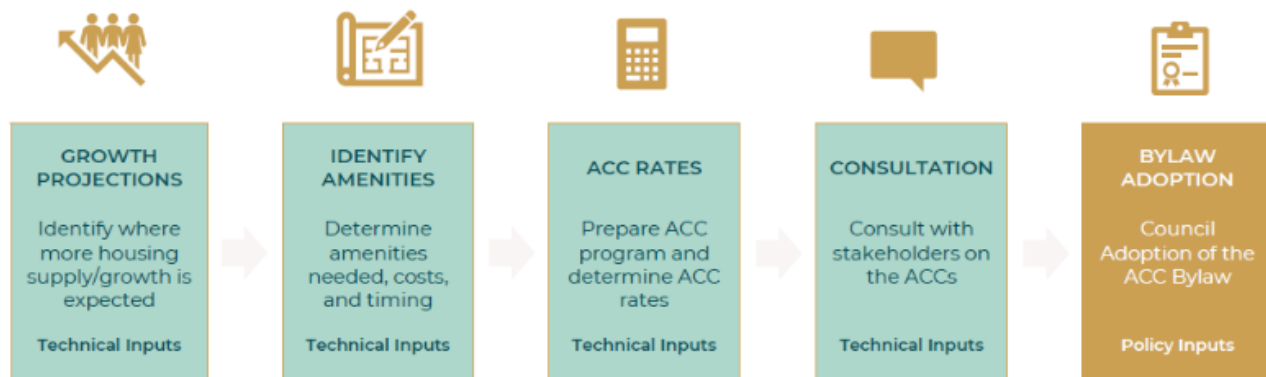 GROWTH
PROJECTIONS
Identify where
more housing
supply/growth is
expected
Technical Inputs
IDENTIFY
AMENITIES
Determine
amenities
needed, costs,
and timing
Technical Inputs
ACC RATES
Prepare ACC
program and
determine ACC
rates
Technical Inputs
CONSULTATION
Consult with
stakeholders on
the ACCs
Technical Inputs
BYLAW
ADOPTION
Council
Adoption of the
ACC Bylaw
Policy Inputs